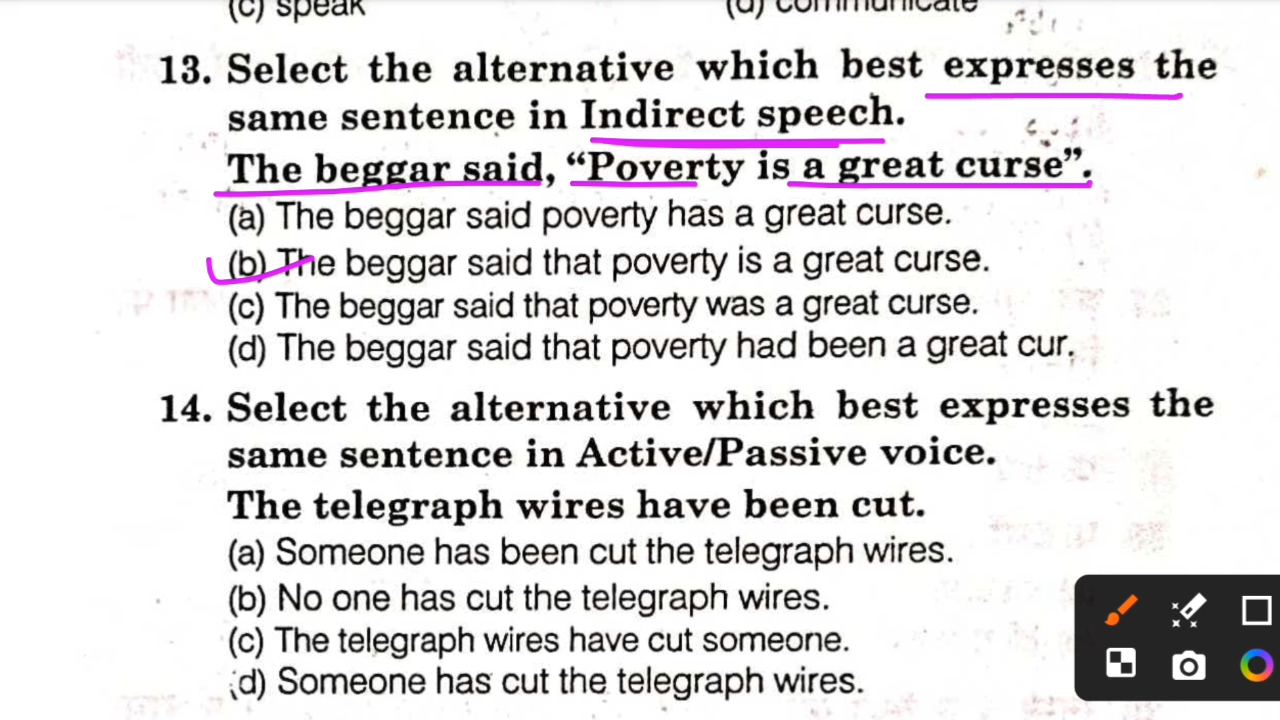 (c) speak (d) communicate
13. Select the alternative which best expresses the
same sentence in Indirect speech.
The beggar said, “Poverty is a great curse”.
(a) The beggar said poverty has a great curse.
(b) The beggar said that poverty is a great curse.
(c) The beggar said that poverty was a great curse.
(d) The beggar said that poverty had been a great cur.
14. Select the alternative which best expresses the
same sentence in Active/Passive voice.
The telegraph wires have been cut.
(a) Someone has been cut the telegraph wires.
(b) No one has cut the telegraph wires.
(c) The telegraph wires have cut someone.
(d) Someone has cut the telegraph wires.